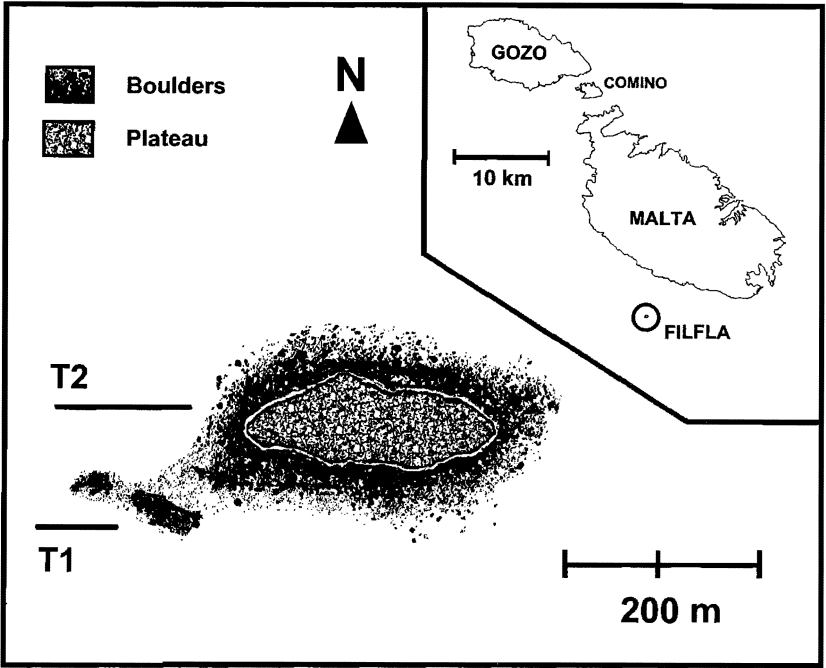 Boulders
Plateau
N
GOZO
COMINO
10 km
MALTA
FILFLA
T2
T1
200 m